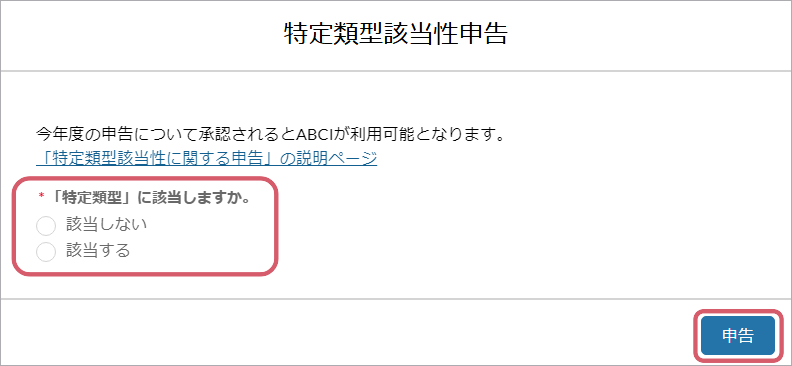 特定類型該当性申告
今年度の申告について承認されるとABCIが利用可能となります。
「特定類型該当性に関する申告」の説明ページ
*「特定類型」に該当しますか。
該当しない
該当する
申告